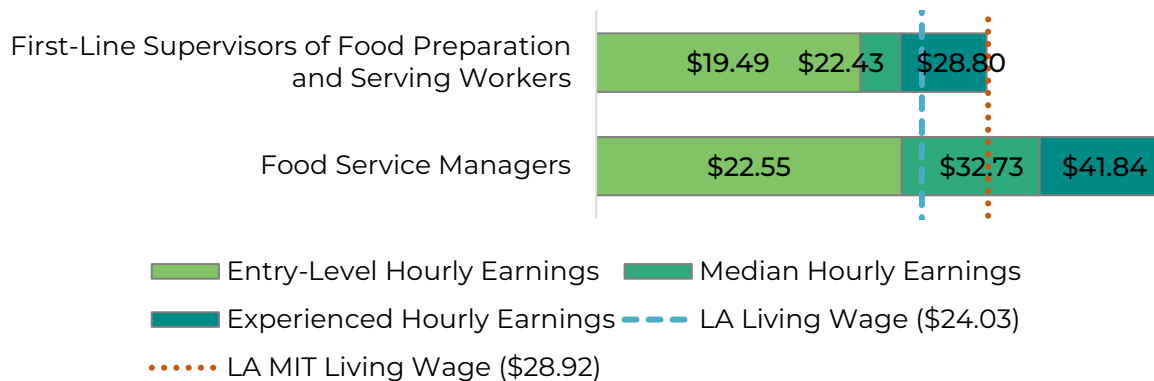 First-Line Supervisors of Food Preparation
and Serving Workers
$19.49 $22.43 $28.80
Food Service Managers
$22.55 $32.73 $41.84
Entry-Level Hourly Earnings
Median Hourly Earnings
Experienced Hourly Earnings
LA Living Wage ($24.03)
LA MIT Living Wage ($28.92)